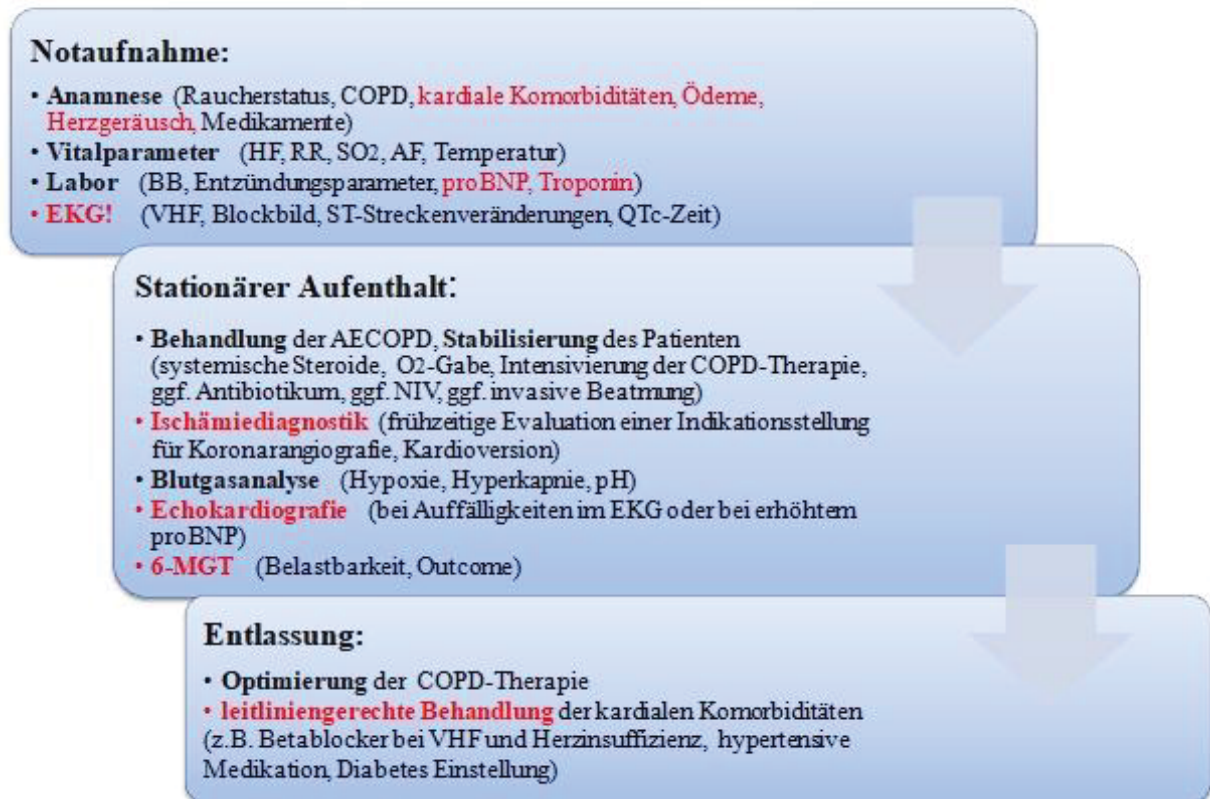 Notaufnahme:
• Anamnese (Raucherstatus, COPD, kardiale Komorbiditäten, Ödeme,
Herzgeräusch, Medikamente)
• Vitalparameter (HF, RR, SO2, AF, Temperatur)
• Labor (BB, Entzündungsparameter, proBNP, Troponin)
• EKG! (VHF, Blockbild, ST-Streckenveränderungen, QTc-Zeit)
Stationärer Aufenthalt:
• Behandlung der AECOPD, Stabilisierung des Patienten
(systemische Steroide, O2-Gabe, Intensivierung der COPD-Therapie,
ggf. Antibiotikum, ggf. NIV, ggf. invasive Beatmung)
• Ischämiediagnostik (frühzeitige Evaluation einer Indikationsstellung
für Koronarangiografie, Kardioversion)
• Blutgasanalyse (Hypoxie, Hyperkapnie, pH)
• Echokardiografie (bei Auffälligkeiten im EKG oder bei erhöhtem
proBNP)
• 6-MGT (Belastbarkeit, Outcome)
Entlassung:
• Optimierung der COPD-Therapie
• leitliniengerechte Behandlung der kardialen Komorbiditäten
(z.B. Betablocker bei VHF und Herzinsuffizienz, hypertensive
Medikation, Diabetes Einstellung)